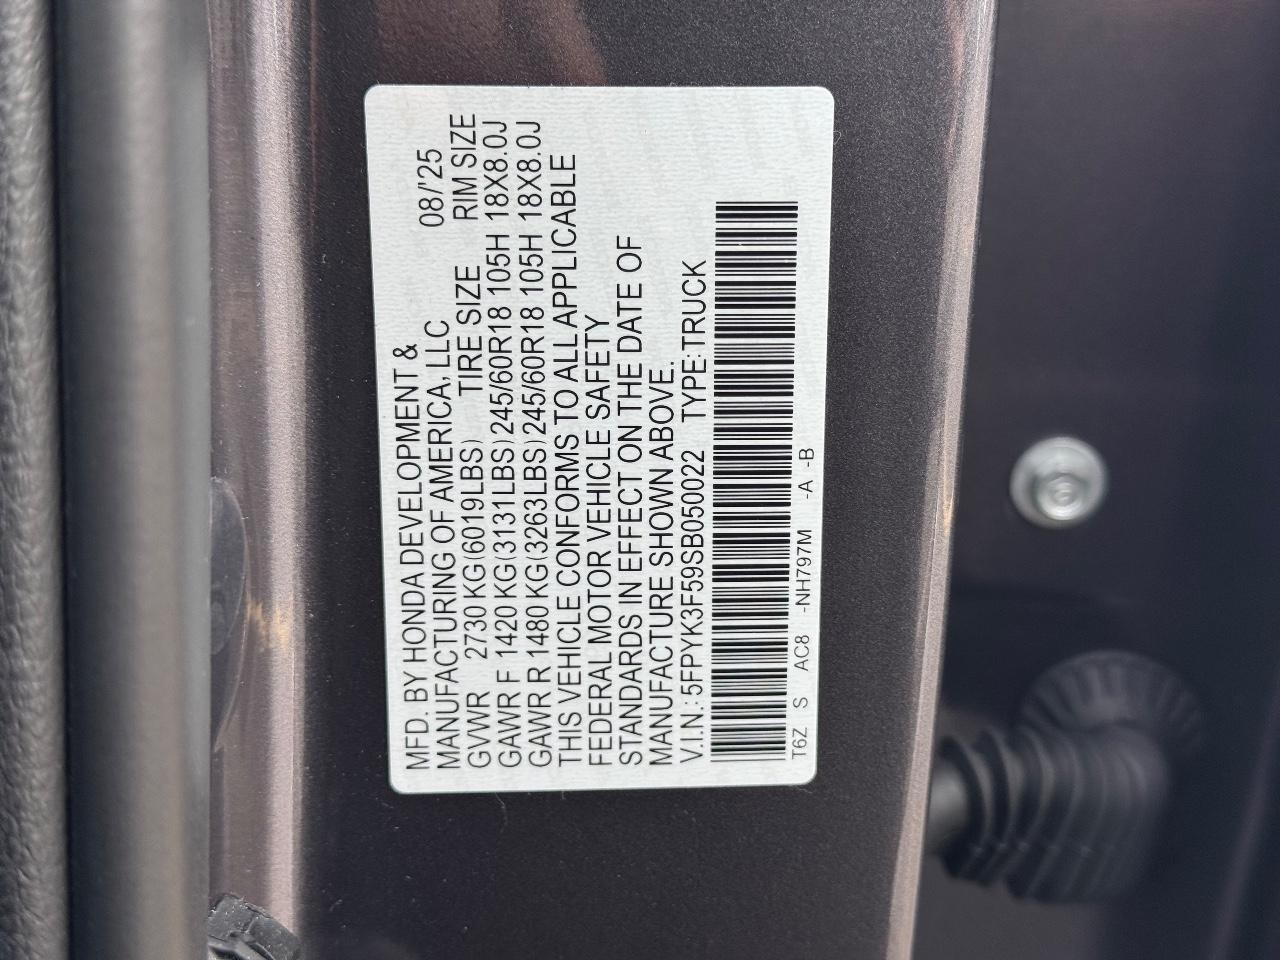 MFD. BY HONDA DEVELOPMENT &
MANUFACTURING OF AMERICA, LLC 08/'25
GVWR 2730 KG(6019LBS) TIRE SIZE RIM SIZE
GAWR F 1420 KG(3131LBS) 245/60R18 105H 18X8.0J
GAWR R 1480 KG(3263LBS) 245/60R18 105H 18X8.0J
THIS VEHICLE CONFORMS TO ALL APPLICABLE
FEDERAL MOTOR VEHICLE SAFETY
STANDARDS IN EFFECT ON THE DATE OF
MANUFACTURE SHOWN ABOVE.
V.I.N.: 5FPYK3F59SB050022 TYPE: TRUCK
T6Z S AC8 -NH797M -A -B